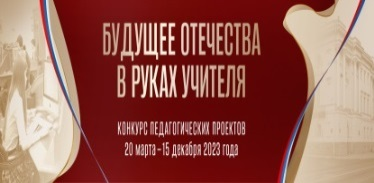 БУДУЩЕЕ ОТЕЧЕСТВА
В РУКАХ УЧИТЕЛЯ
КОНКУРС ПЕДАГОГИЧЕСКИХ ПРОЕКТОВ
20 марта–15 декабря 2023 года